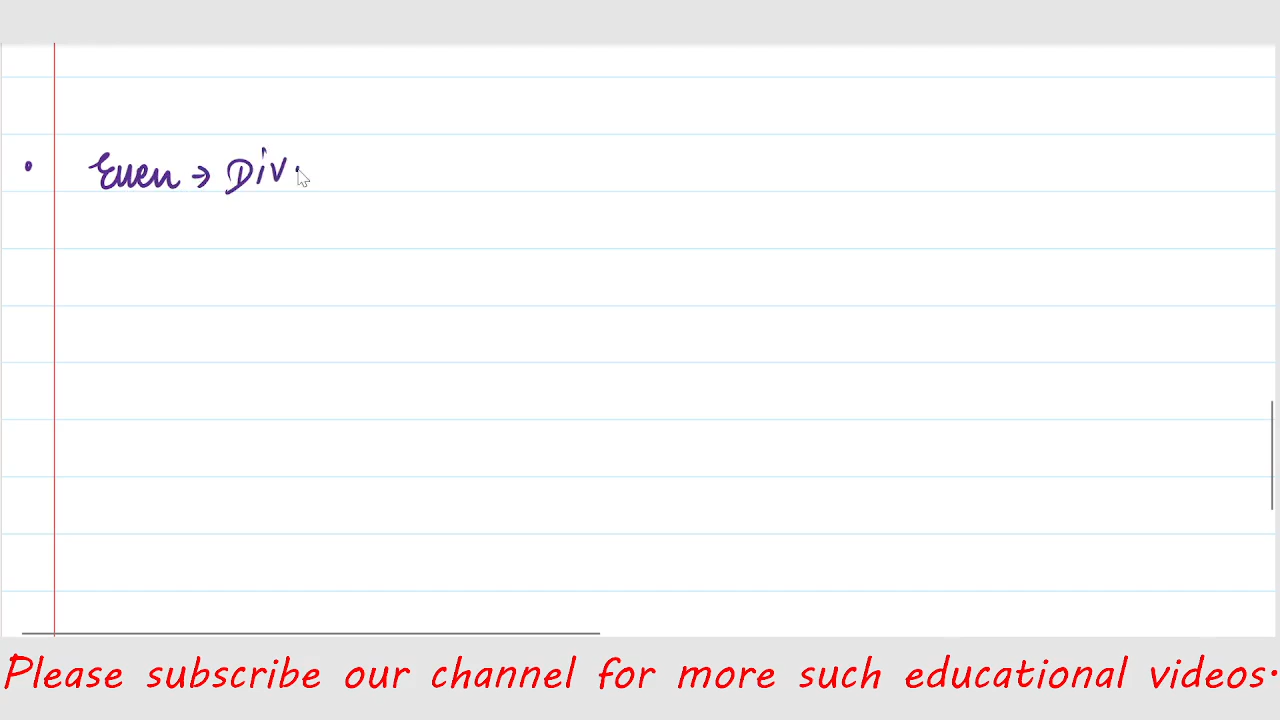 • Even → Div
Please subscribe our channel for more such educational videos.